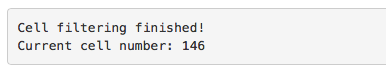 Cell filtering finished!
Current cell number: 146